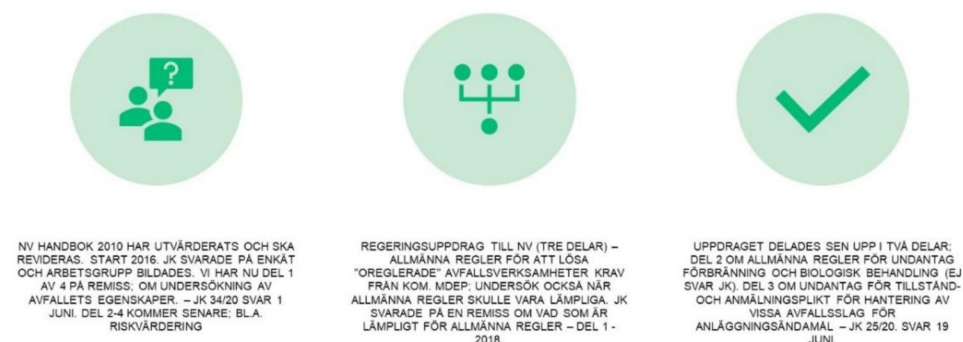 ?
NV HANDBOK 2010 HAR UTVÄRDERATS OCH SKA
REVIDERAS. START 2016. JK SVARADE PÅ ENKÄT
OCH ARBETSGRUPP BILDADES. VI HAR NU DEL 1
AV 4 PÅ REMISS; OM UNDERSÖKNING AV
AVFALLETS EGENSKAPER. – JK 34/20 SVAR 1
JUNI. DEL 2-4 KOMMER SENARE; BL.A.
RISKVÄRDERING
REGERINGSUPPDRAG TILL NV (TRE DELAR) –
ALLMÄNNA REGLER FÖR ATT LÖSA
"OREGLERADE" AVFALLSVERKSAMHETER KRAV
FRÅN KOM. MDEP; UNDERSÖK OCKSÅ NÄR
ALLMÄNNA REGLER SKULLE VARA LÄMPLIGA. JK
SVARADE PÅ EN REMISS OM VAD SOM ÄR
LÄMPLIGT FÖR ALLMÄNNA REGLER – DEL 1 -
2018
UPPDRAGET DELADES SEN UPP I TVÅ DELAR;
DEL 2 OM ALLMÄNNA REGLER FÖR UNDANTAG
FÖRBRÄNNING OCH BIOLOGISK BEHANDLING (EJ
SVAR JK). DEL 3 OM UNDANTAG FÖR TILLSTÅND-
OCH ANMÄLNINGSPLIKT FÖR HANTERING AV
VISSA AVFALLSSLAG FÖR
ANLÄGGNINGSÄNDAMÅL – JK 25/20. SVAR 19
JUNI